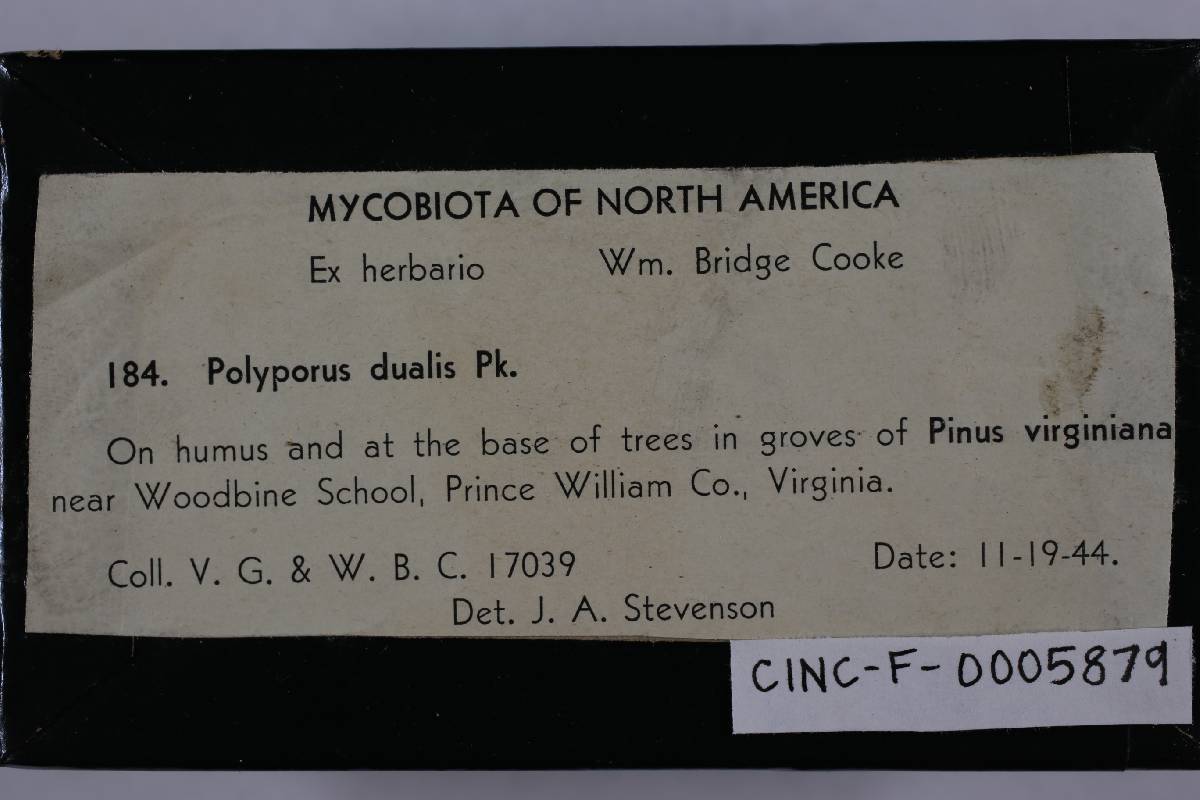 MYCOBIOTA OF NORTH AMERICA
Ex herbario Wm. Bridge Cooke
184. Polyporus dualis Pk.
On humus and at the base of trees in groves of Pinus virginiana
near Woodbine School, Prince William Co., Virginia.
Coll. V. G. & W. B. C. 17039 Date: 11-19-44.
Det. J. A. Stevenson
CINC-F-0005879